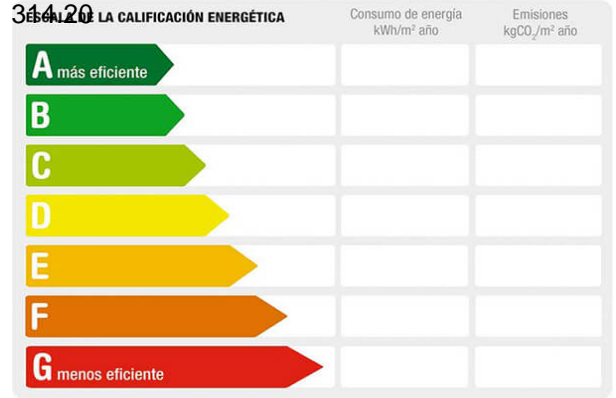 314.20
ESCALA DE LA CALIFICACIÓN ENERGÉTICA
Consumo de energía
kWh/m² año
Emisiones
kgCO₂/m² año
A más eficiente
B
C
D
E
F
G menos eficiente